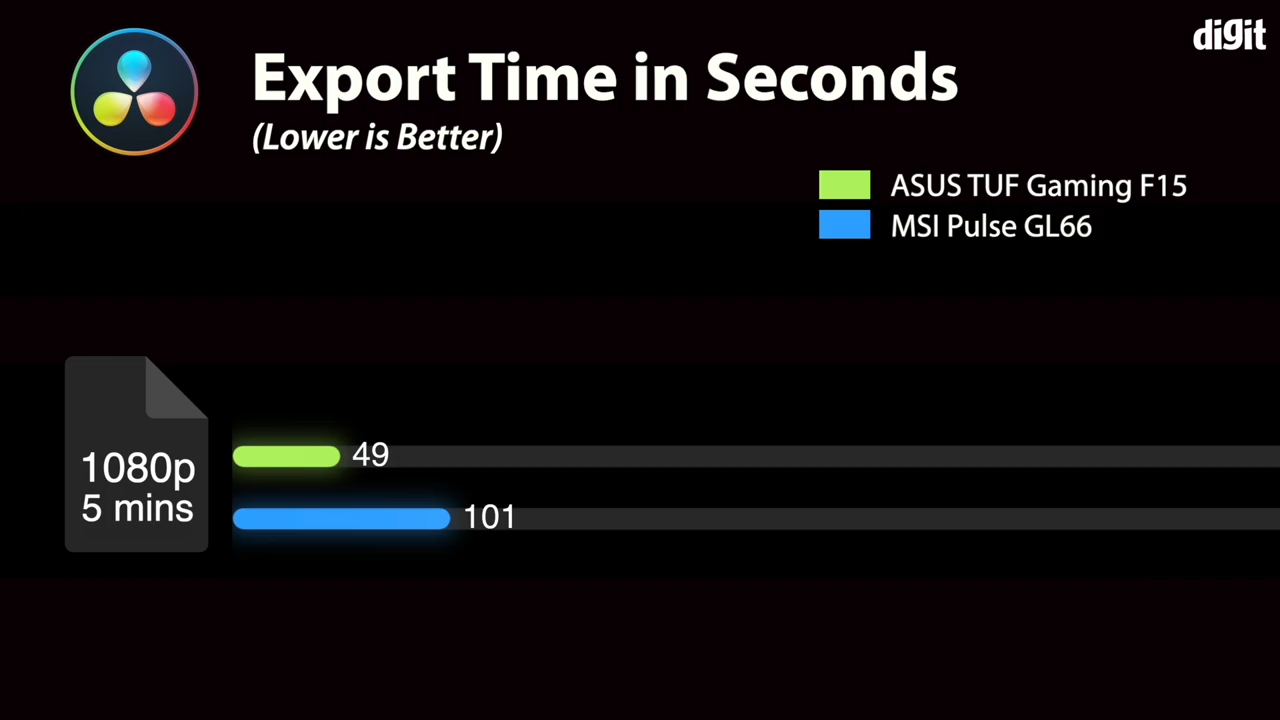 digit
Export Time in Seconds
(Lower is Better)
ASUS TUF Gaming F15
MSI Pulse GL66
1080p
5 mins
49
101